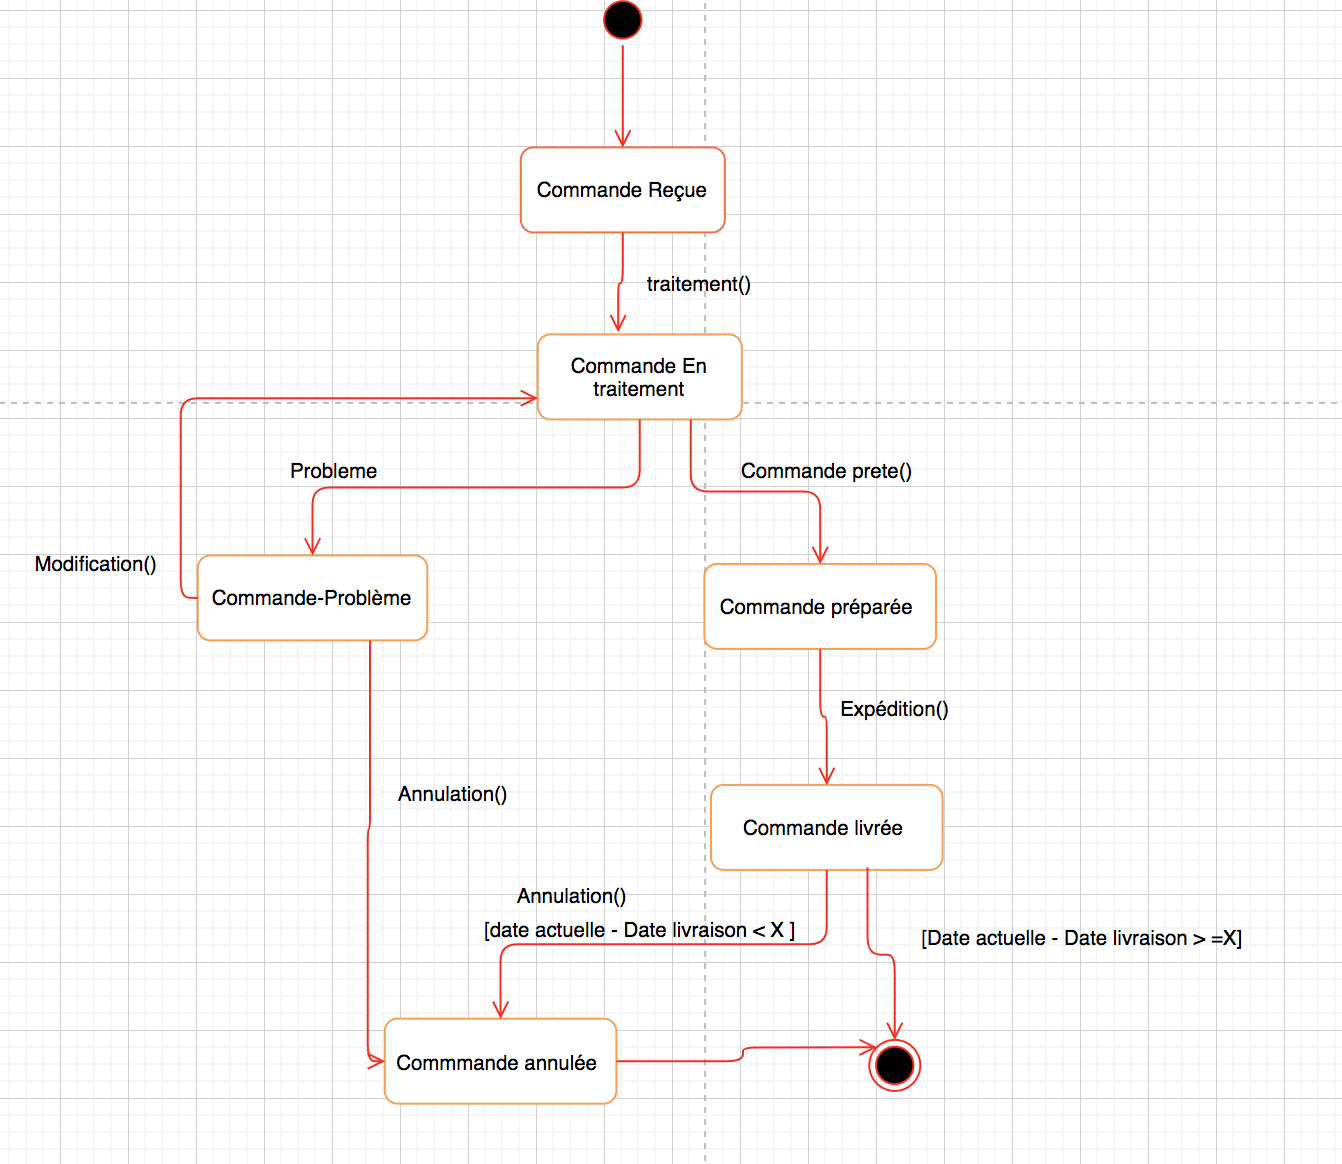 Commande Reçue
traitement()
Commande En
traitement
Probleme
Commande prete()
Modification()
Commande-Problème
Commande préparée
Expédition()
Annulation()
Commande livrée
Annulation()
[date actuelle - Date livraison < X ]
[Date actuelle - Date livraison > =X]
Commmande annulée